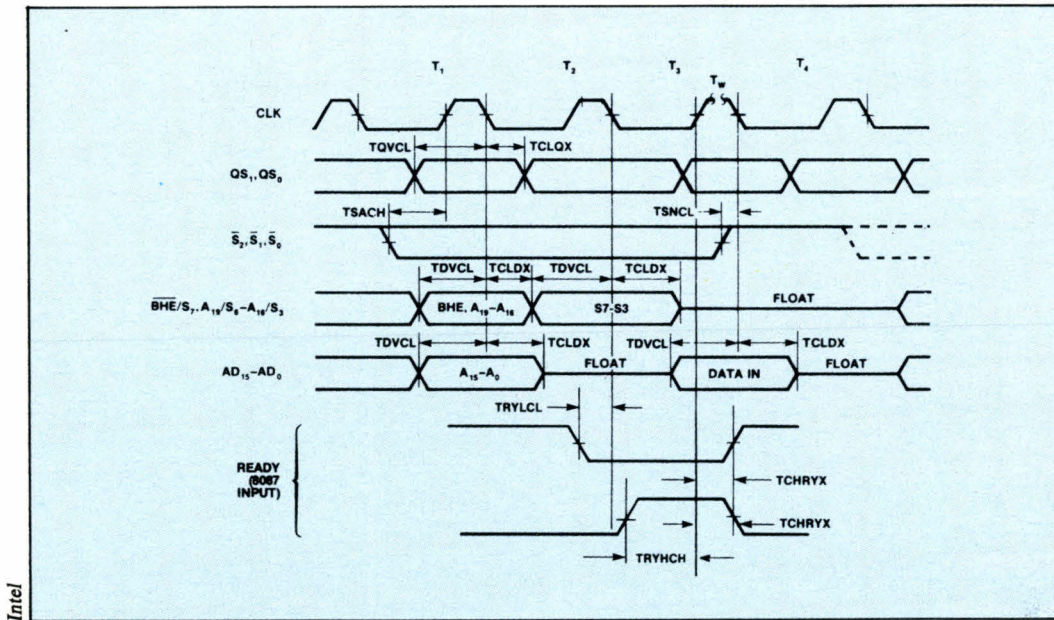 T₁ T₂ T₃ T_W T₄
CLK
TQVCL TCLQX
QS₁, QS₀
TSACH TSNCL
S̅₂, S̅₁, S̅₀
TDVCL TCLDX TDVCL TCLDX
B̅H̅E̅/S₇, A₁₉/S₆–A₁₆/S₃ BHE, A₁₉–A₁₆ S7-S3 FLOAT
TDVCL TCLDX TDVCL TCLDX
AD₁₅–AD₀ A₁₅–A₀ FLOAT DATA IN FLOAT
TRYLCL
READY
(8087
INPUT)
TCHRYX
TCHRYX
TRYHCH
Intel